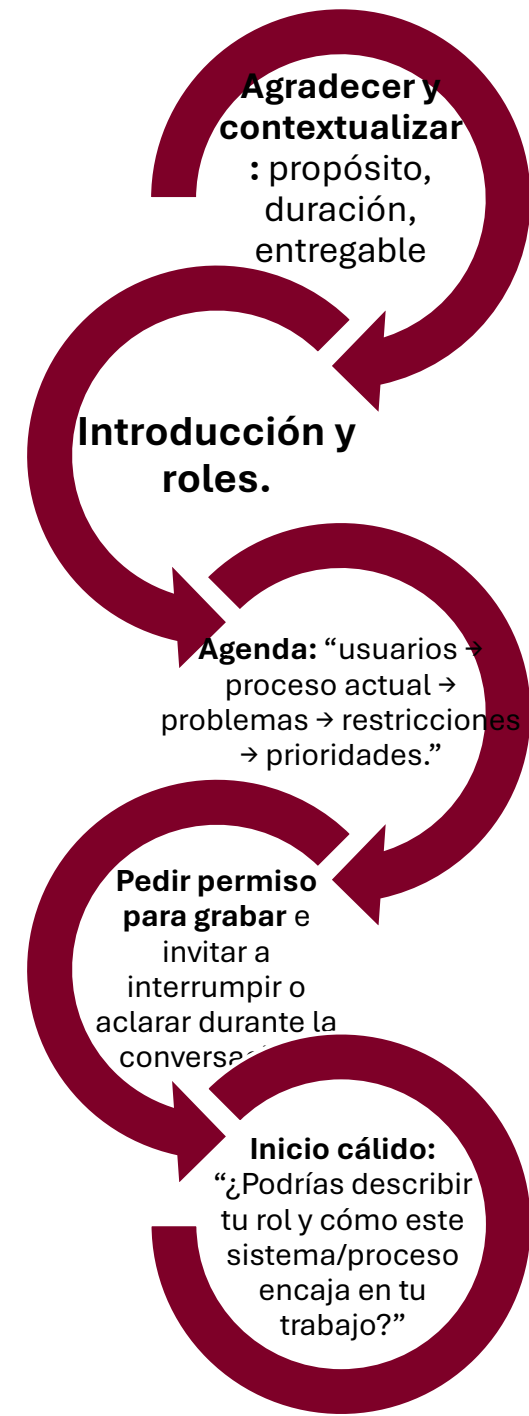 Agradecer y
contextualizar
: propósito,
duración,
entregable
Introducción y
roles.
Agenda: “usuarios →
proceso actual →
problemas → restricciones
→ prioridades.”
Pedir permiso
para grabar e
invitar a
interrumpir o
aclarar durante la
Inicio cálido:
“¿Podrías describir
tu rol y cómo este
sistema/proceso
encaja en tu
trabajo?”